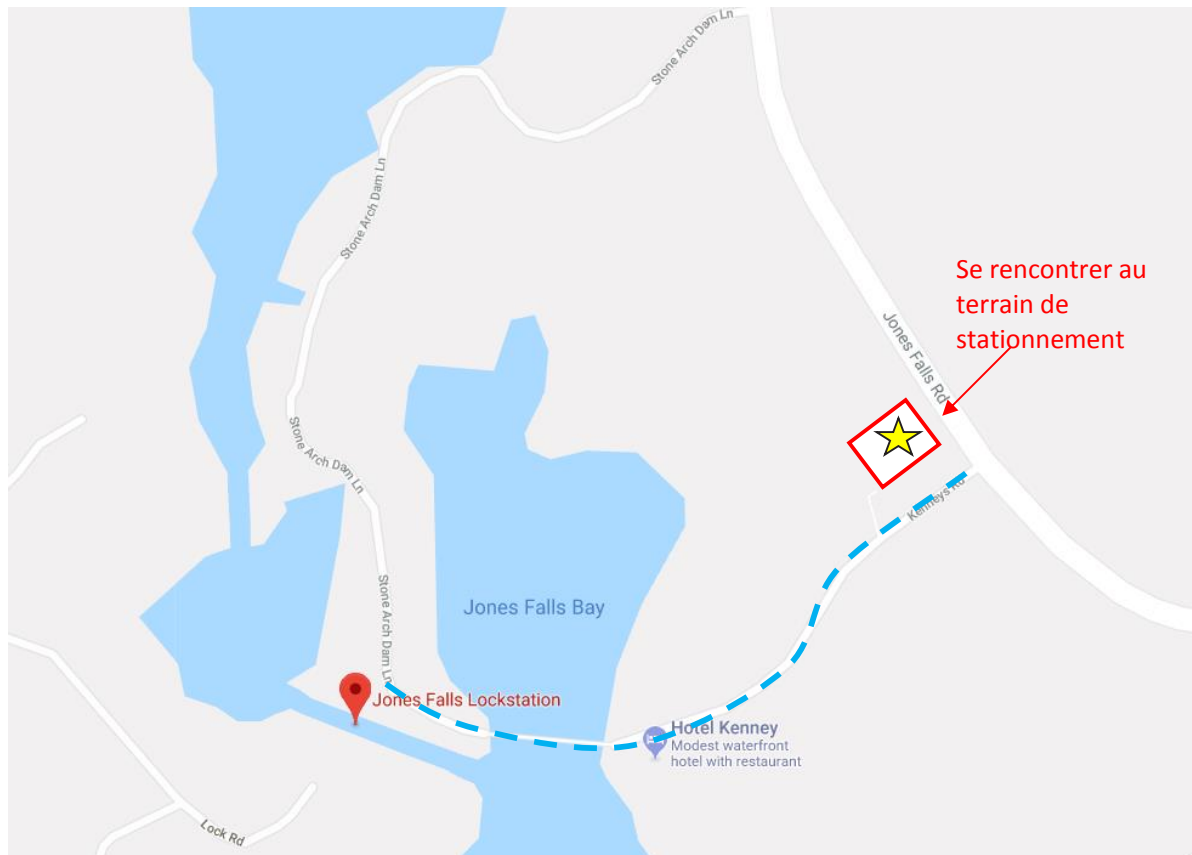 Stone Arch Dam Ln
Stone Arch Dam Ln
Se rencontrer au
terrain de
stationnement
Jones Falls Rd
Stone Arch Dam Ln
Kenneys Rd
Stone Arch Dam Ln
Jones Falls Bay
Jones Falls Lockstation
Hotel Kenney
Modest waterfront
hotel with restaurant
Lock Rd